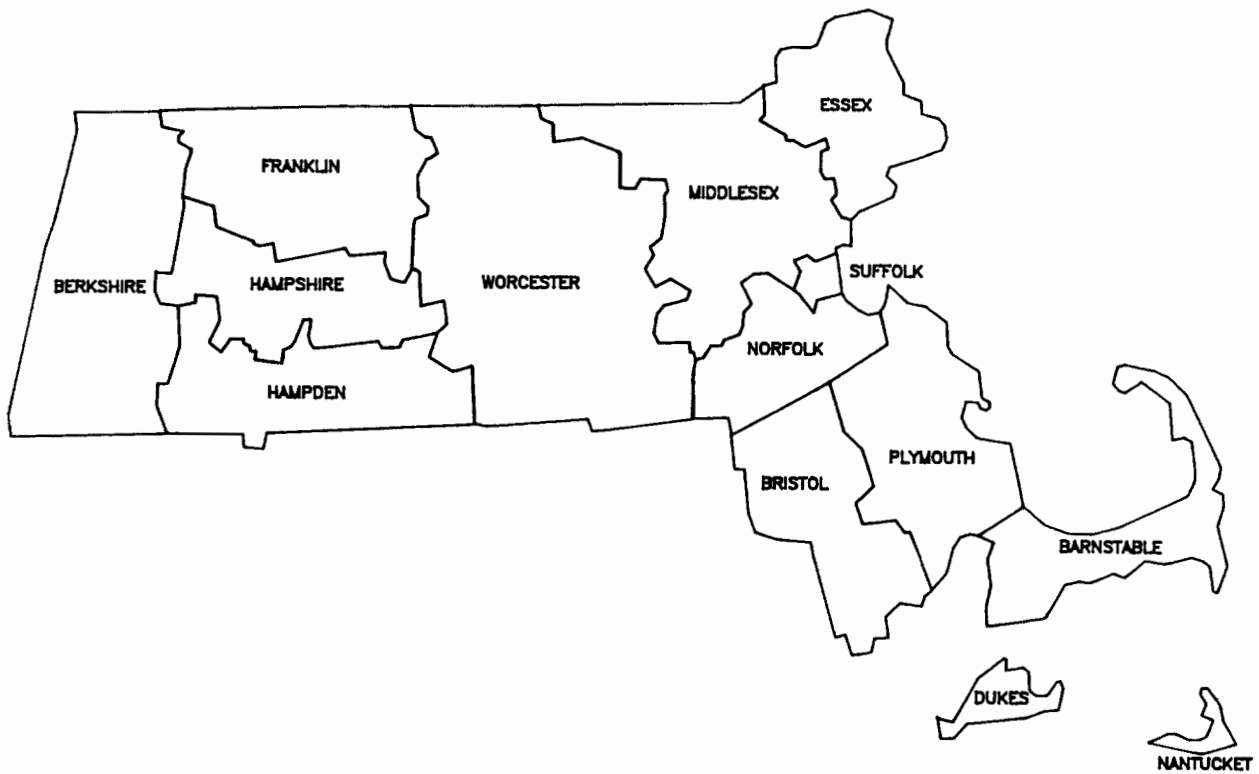 ESSEX
FRANKLIN
MIDDLESEX
BERKSHIRE
HAMPSHIRE
WORCESTER
SUFFOLK
NORFOLK
HAMPDEN
PLYMOUTH
BRISTOL
BARNSTABLE
DUKES
NANTUCKET